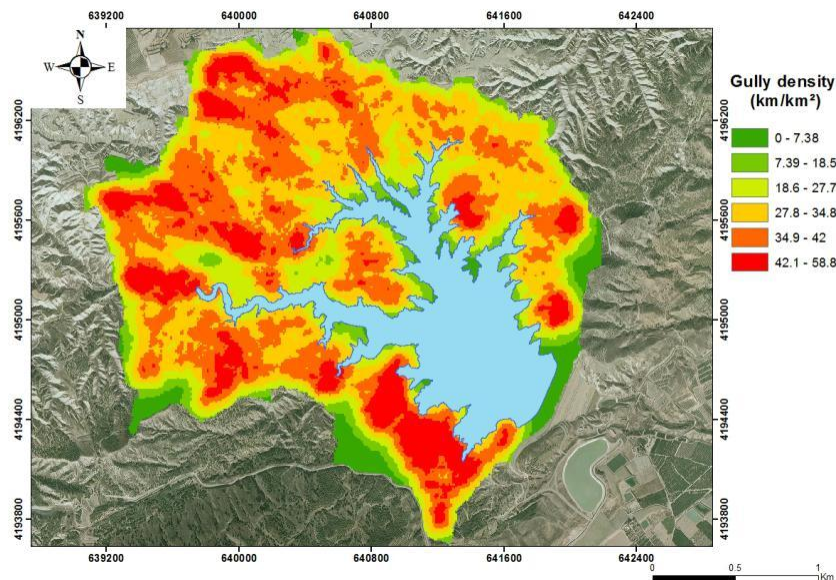 639200 640000 640800 641600 642400
N
W E
S
Gully density
(km/km²)
0 - 7.38
7.39 - 18.5
18.6 - 27.7
27.8 - 34.8
34.9 - 42
42.1 - 58.8
4196200 4196200
4195600 4195600
4195000 4195000
4194400 4194400
4193800 4193800
639200 640000 640800 641600 642400
0 0.5 1
Km